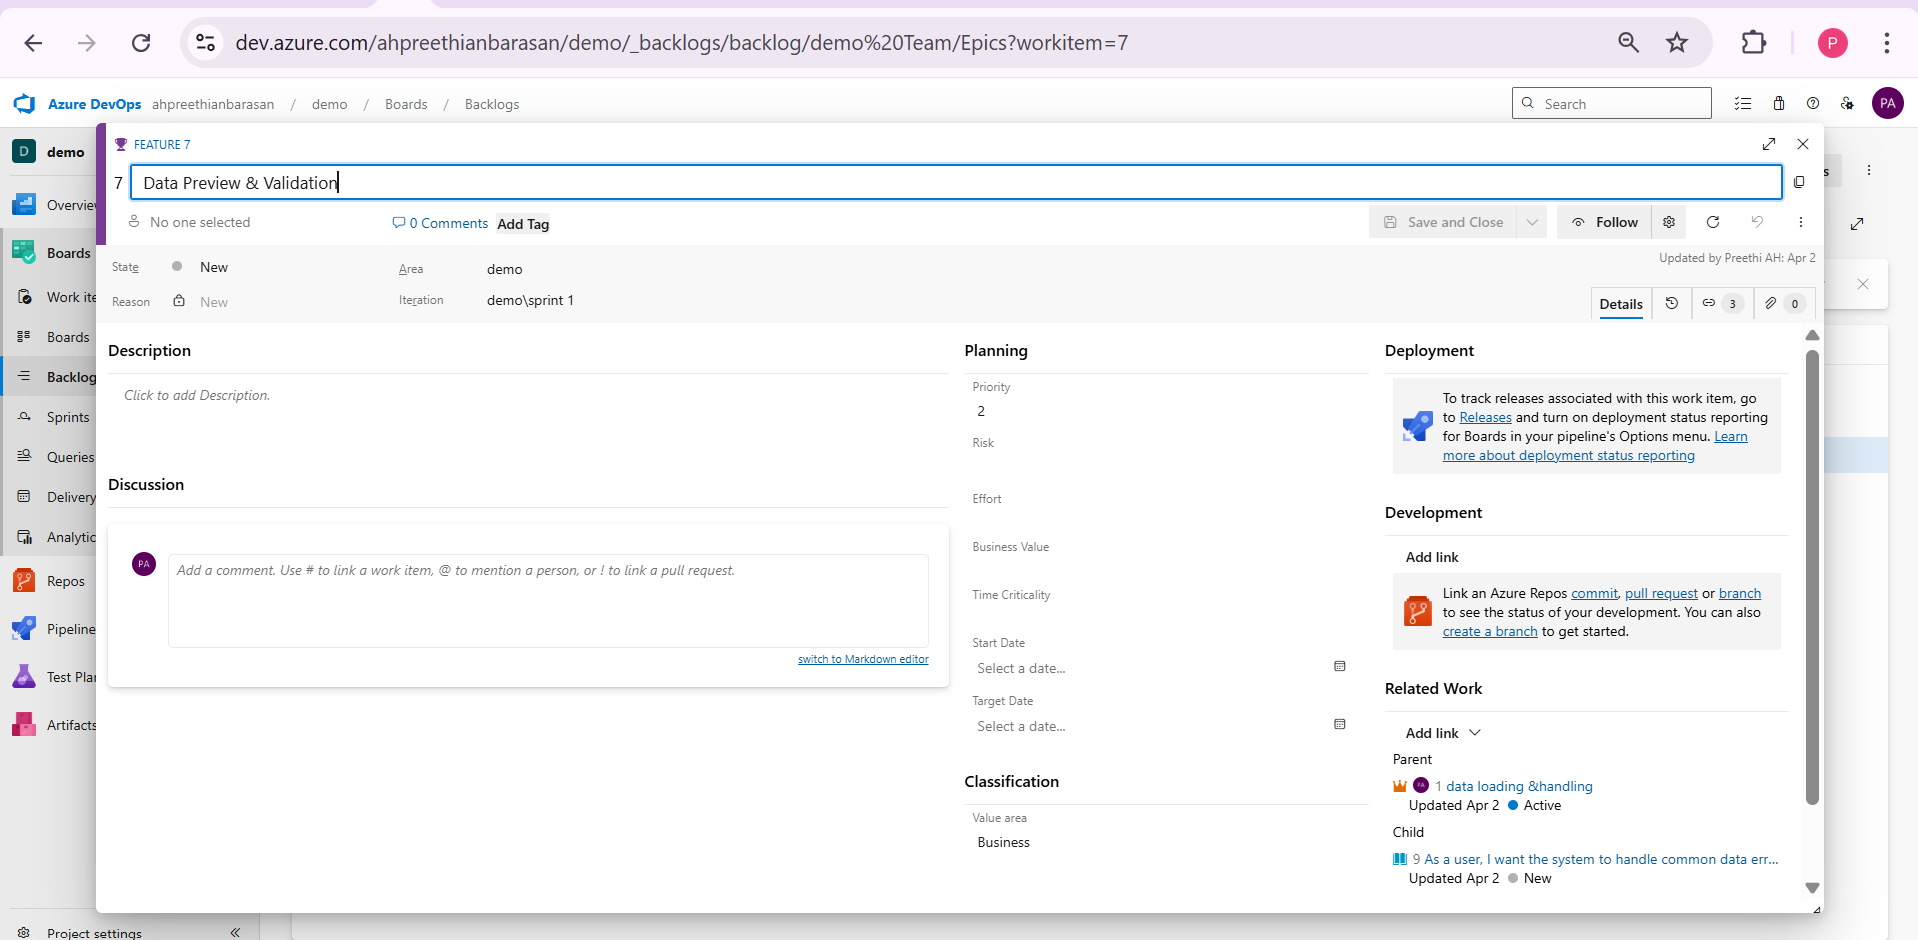 dev.azure.com/ahpreethianbarasan/demo/_backlogs/backlog/demo%20Team/Epics?workitem=7
P
Azure DevOps ahpreethianbarasan / demo / Boards / Backlogs
Search
PA
D demo
FEATURE 7
7 Data Preview & Validation
No one selected
0 Comments
Add Tag
Save and Close
Follow
State New
Area demo
Updated by Preethi AH: Apr 2
Reason New
Iteration demo\sprint 1
Details
3
0
Overvie
Boards
Work ite
Boards
Backlog
Sprints
Queries
Delivery
Analytic
Repos
Pipeline
Test Pla
Artifacts
Project settings
Description
Click to add Description.
Discussion
PA
Add a comment. Use # to link a work item, @ to mention a person, or ! to link a pull request.
switch to Markdown editor
Planning
Priority
2
Risk
Effort
Business Value
Time Criticality
Start Date
Select a date...
Target Date
Select a date...
Classification
Value area
Business
Deployment
To track releases associated with this work item, go
to Releases and turn on deployment status reporting
for Boards in your pipeline's Options menu. Learn
more about deployment status reporting
Development
Add link
Link an Azure Repos commit, pull request or branch
to see the status of your development. You can also
create a branch to get started.
Related Work
Add link
Parent
PA 1 data loading &handling
Updated Apr 2 Active
Child
9 As a user, I want the system to handle common data err...
Updated Apr 2 New